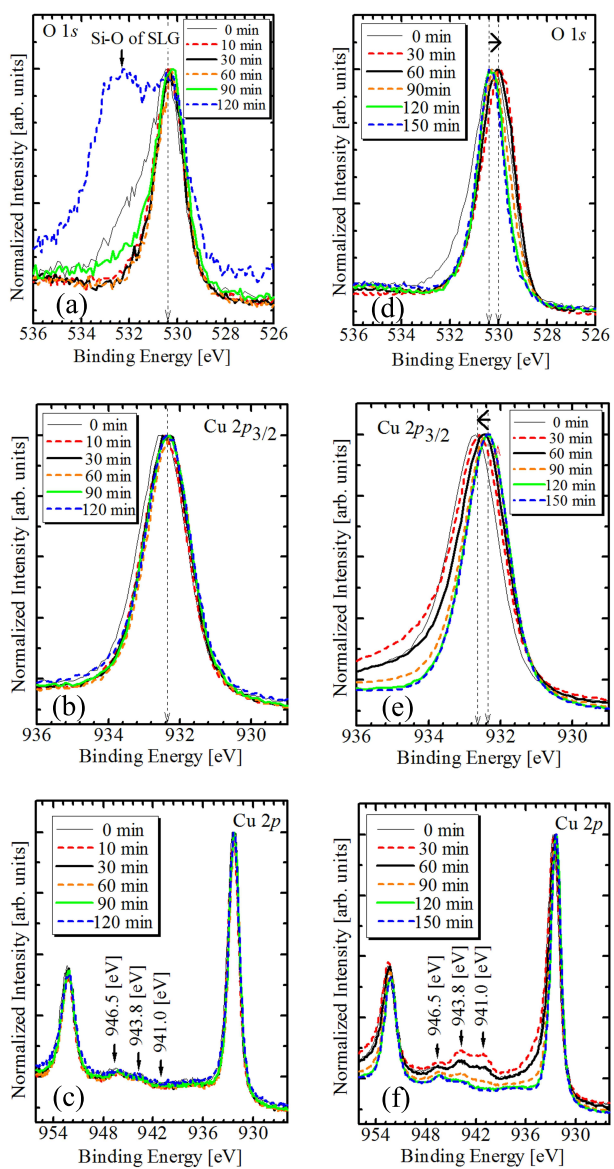 O 1s
Si-O of SLG
0 min
10 min
30 min
60 min
90 min
120 min
Normalized Intensity [arb. units]
(a)
536 534 532 530 528 526
Binding Energy [eV]
O 1s
0 min
30 min
60 min
90min
120 min
150 min
Normalized Intensity [arb. units]
(d)
536 534 532 530 528 526
Binding Energy [eV]
Cu 2p3/2
0 min
10 min
30 min
60 min
90 min
120 min
Normalized Intensity [arb. units]
(b)
936 934 932 930
Binding Energy [eV]
Cu 2p3/2
0 min
30 min
60 min
90 min
120 min
150 min
Normalized Intensity [arb. units]
(e)
936 934 932 930
Binding Energy [eV]
Cu 2p
0 min
10 min
30 min
60 min
90 min
120 min
946.5 [eV]
943.8 [eV]
941.0 [eV]
Normalized Intensity [arb. units]
(c)
954 948 942 936 930
Binding Energy [eV]
Cu 2p
0 min
30 min
60 min
90 min
120 min
150 min
946.5 [eV]
943.8 [eV]
941.0 [eV]
Normalized Intensity [arb. units]
(f)
954 948 942 936 930
Binding Energy [eV]